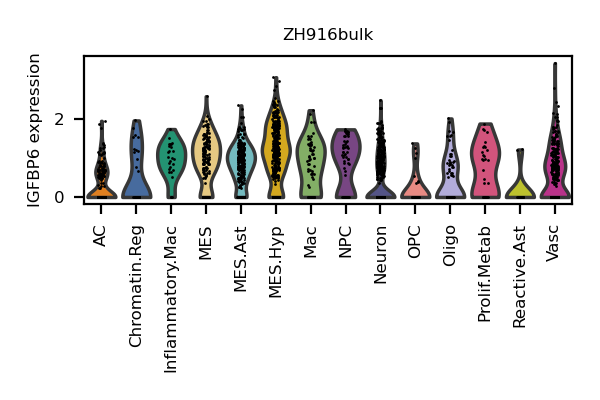 ZH916bulk
IGFBP6 expression
2
0
AC
Chromatin.Reg
Inflammatory.Mac
MES
MES.Ast
MES.Hyp
Mac
NPC
Neuron
OPC
Oligo
Prolif.Metab
Reactive.Ast
Vasc